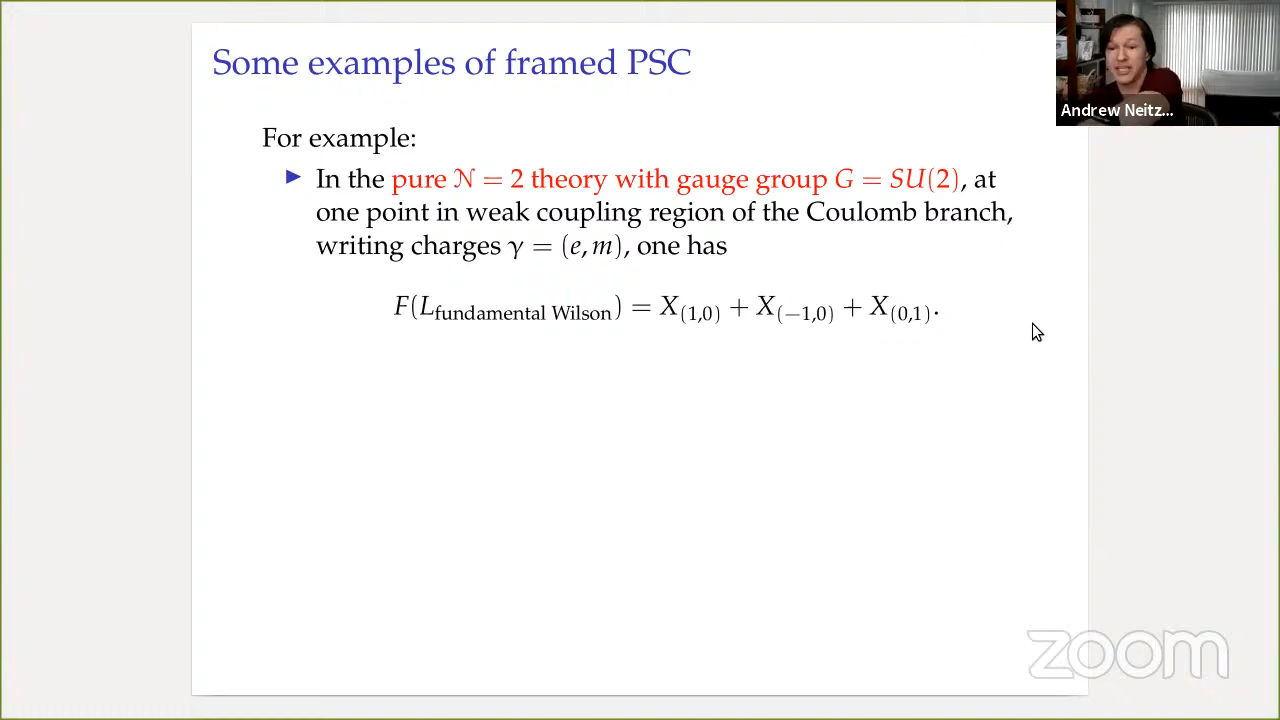 Some examples of framed PSC
Andrew Neitz...
For example:
▶ In the pure N = 2 theory with gauge group G = SU(2), at
one point in weak coupling region of the Coulomb branch,
writing charges γ = (e, m), one has
F(L_{fundamental Wilson}) = X_{(1,0)} + X_{(−1,0)} + X_{(0,1)}.
zoom